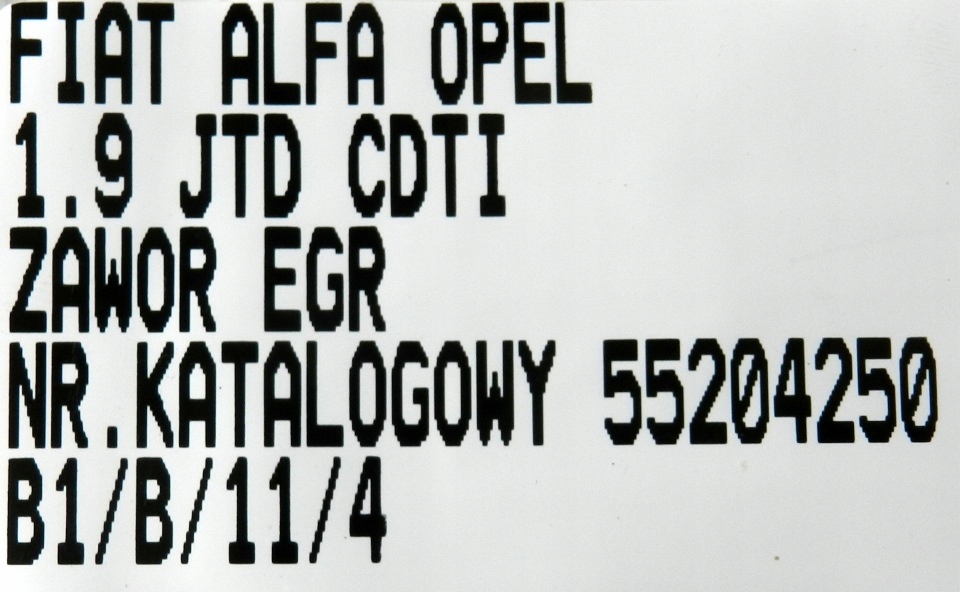 FIAT ALFA OPEL
1.9 JTD CDTI
ZAWOR EGR
NR.KATALOGOWY 55204250
B1/B/11/4